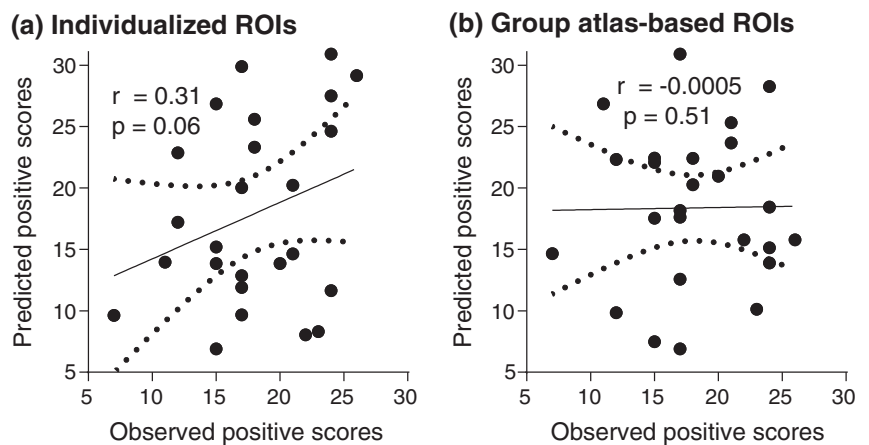 (a) Individualized ROIs
r = 0.31
p = 0.06
Predicted positive scores
30
25
20
15
10
5
5 10 15 20 25 30
Observed positive scores
(b) Group atlas-based ROIs
r = -0.0005
p = 0.51
Predicted positive scores
30
25
20
15
10
5
5 10 15 20 25 30
Observed positive scores